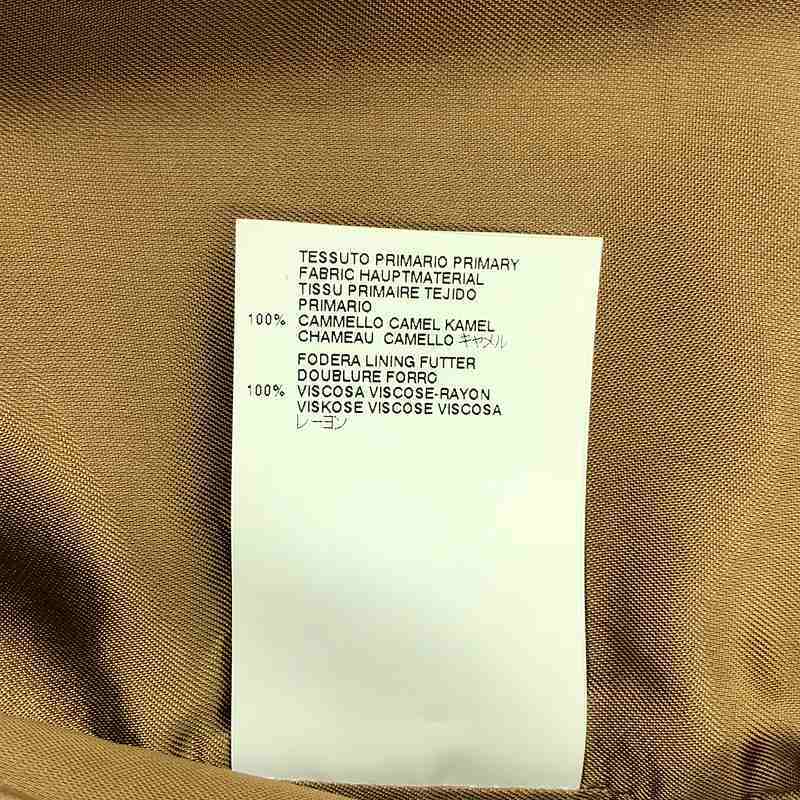 TESSUTO PRIMARIO PRIMARY
FABRIC HAUPTMATERIAL
TISSU PRIMAIRE TEJIDO
PRIMARIO
100% CAMMELLO CAMEL KAMEL
CHAMEAU CAMELLO キャメル
FODERA LINING FUTTER
DOUBLURE FORRO
100% VISCOSA VISCOSE-RAYON
VISKOSE VISCOSE VISCOSA
レーヨン